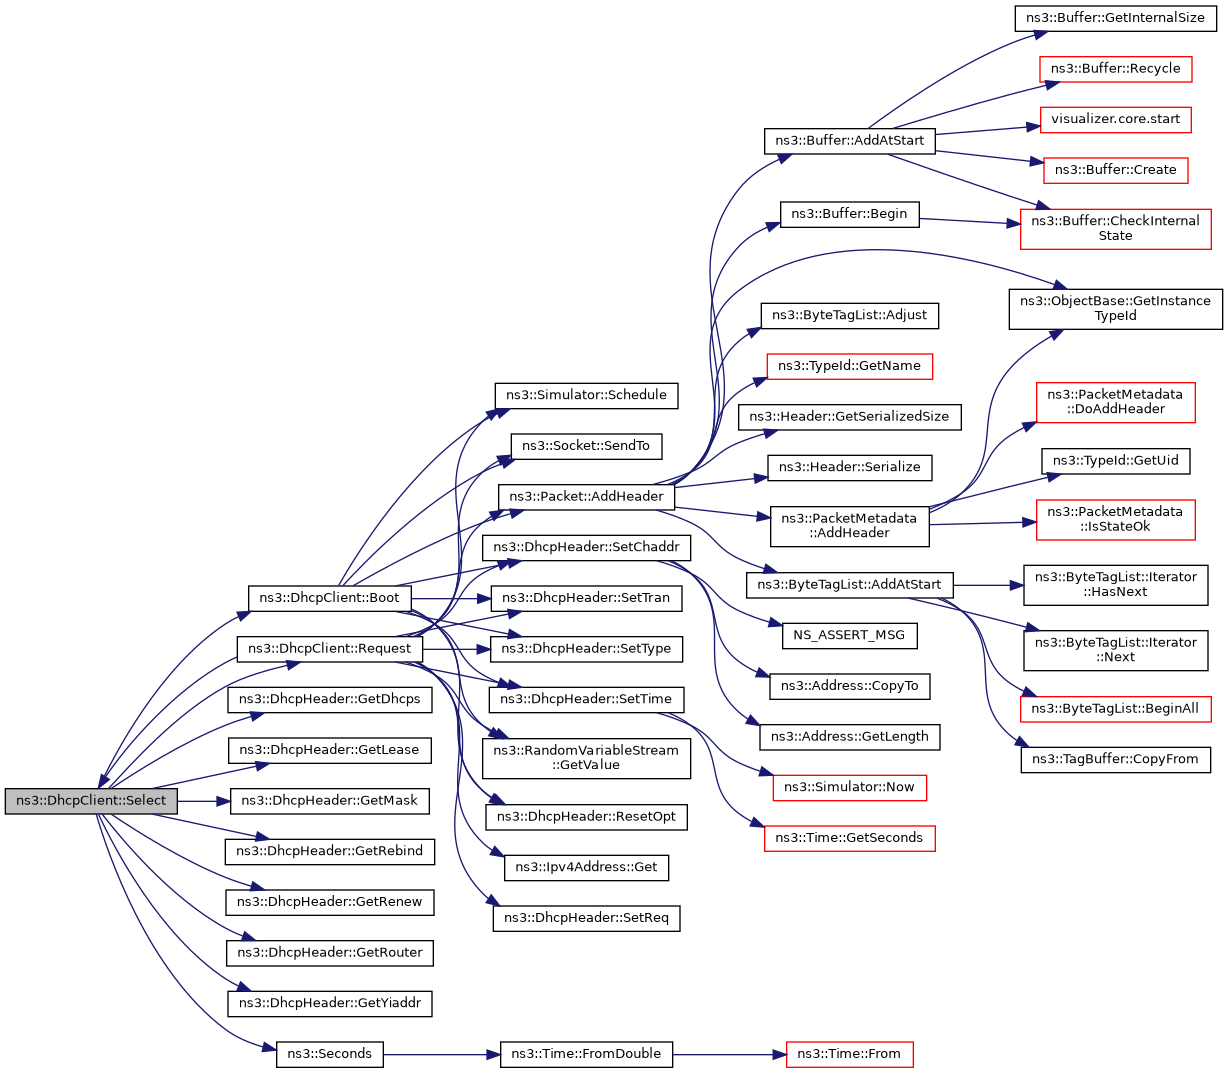 ns3::Buffer::GetInternalSize
ns3::Buffer::Recycle
visualizer.core.start
ns3::Buffer::AddAtStart
ns3::Buffer::Create
ns3::Buffer::Begin
ns3::Buffer::CheckInternal
State
ns3::ObjectBase::GetInstance
TypeId
ns3::ByteTagList::Adjust
ns3::TypeId::GetName
ns3::Simulator::Schedule
ns3::PacketMetadata
::DoAddHeader
ns3::Header::GetSerializedSize
ns3::Socket::SendTo
ns3::TypeId::GetUid
ns3::Header::Serialize
ns3::Packet::AddHeader
ns3::PacketMetadata
::AddHeader
ns3::PacketMetadata
::IsStateOk
ns3::DhcpHeader::SetChaddr
ns3::ByteTagList::AddAtStart
ns3::ByteTagList::Iterator
::HasNext
ns3::DhcpClient::Boot
ns3::DhcpHeader::SetTran
NS_ASSERT_MSG
ns3::ByteTagList::Iterator
::Next
ns3::DhcpClient::Request
ns3::DhcpHeader::SetType
ns3::Address::CopyTo
ns3::DhcpHeader::GetDhcps
ns3::DhcpHeader::SetTime
ns3::ByteTagList::BeginAll
ns3::Address::GetLength
ns3::DhcpHeader::GetLease
ns3::RandomVariableStream
::GetValue
ns3::TagBuffer::CopyFrom
ns3::Simulator::Now
ns3::DhcpClient::Select
ns3::DhcpHeader::GetMask
ns3::DhcpHeader::ResetOpt
ns3::Time::GetSeconds
ns3::DhcpHeader::GetRebind
ns3::Ipv4Address::Get
ns3::DhcpHeader::GetRenew
ns3::DhcpHeader::SetReq
ns3::DhcpHeader::GetRouter
ns3::DhcpHeader::GetYiaddr
ns3::Seconds
ns3::Time::FromDouble
ns3::Time::From